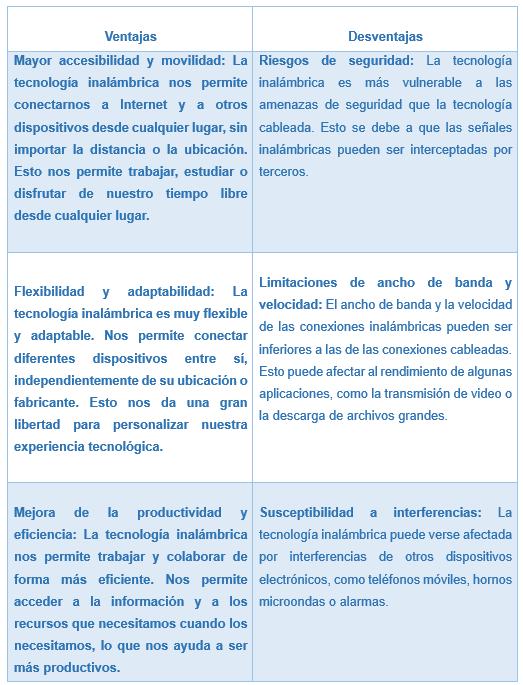 Ventajas
Desventajas
Mayor accesibilidad y movilidad: La
tecnología inalámbrica nos permite
conectarnos a Internet y a otros
dispositivos desde cualquier lugar, sin
importar la distancia o la ubicación.
Esto nos permite trabajar, estudiar o
disfrutar de nuestro tiempo libre
desde cualquier lugar.
Riesgos de seguridad: La tecnología
inalámbrica es más vulnerable a las
amenazas de seguridad que la tecnología
cableada. Esto se debe a que las señales
inalámbricas pueden ser interceptadas por
terceros.
Flexibilidad y adaptabilidad: La
tecnología inalámbrica es muy flexible
y adaptable. Nos permite conectar
diferentes dispositivos entre sí,
independientemente de su ubicación o
fabricante. Esto nos da una gran
libertad para personalizar nuestra
experiencia tecnológica.
Limitaciones de ancho de banda y
velocidad: El ancho de banda y la velocidad
de las conexiones inalámbricas pueden ser
inferiores a las de las conexiones cableadas.
Esto puede afectar al rendimiento de algunas
aplicaciones, como la transmisión de video o
la descarga de archivos grandes.
Mejora de la productividad y
eficiencia: La tecnología inalámbrica
nos permite trabajar y colaborar de
forma más eficiente. Nos permite
acceder a la información y a los
recursos que necesitamos cuando los
necesitamos, lo que nos ayuda a ser
más productivos.
Susceptibilidad a interferencias: La
tecnología inalámbrica puede verse afectada
por interferencias de otros dispositivos
electrónicos, como teléfonos móviles, hornos
microondas o alarmas.